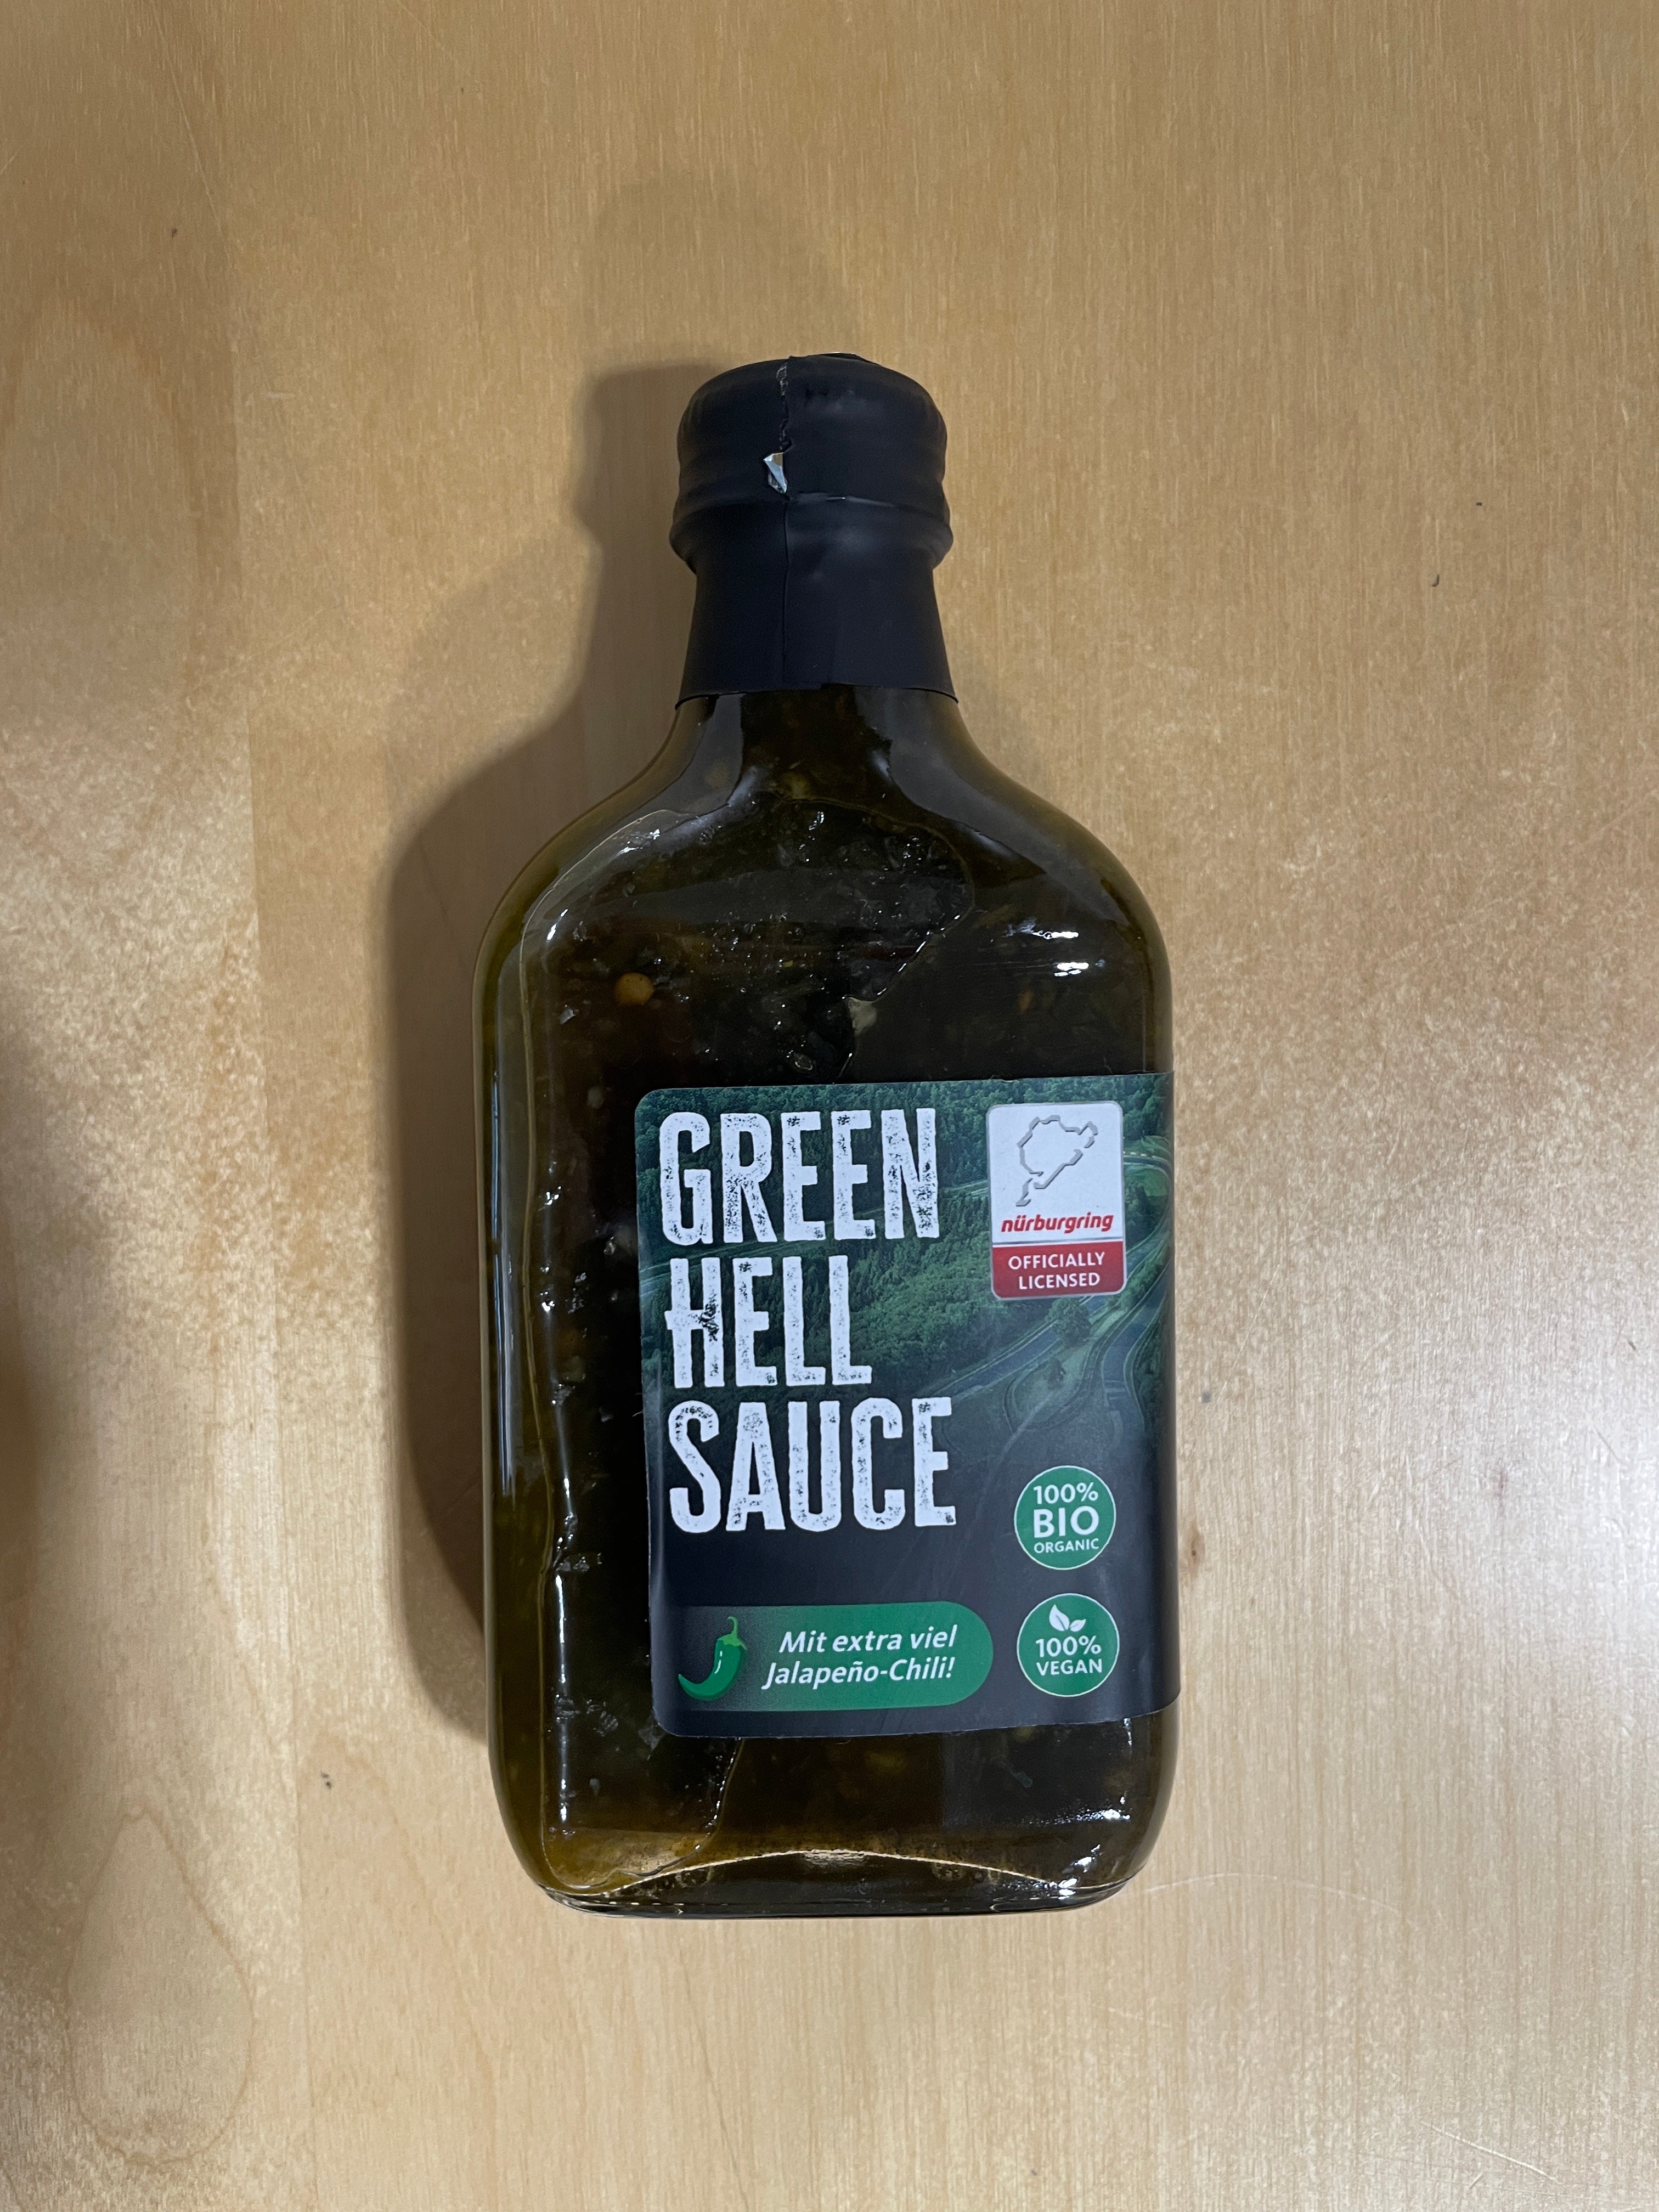 GREEN
HELL
SAUCE
nürburgring
OFFICIALLY
LICENSED
100%
BIO
ORGANIC
Mit extra viel
Jalapeño-Chili!
100%
VEGAN